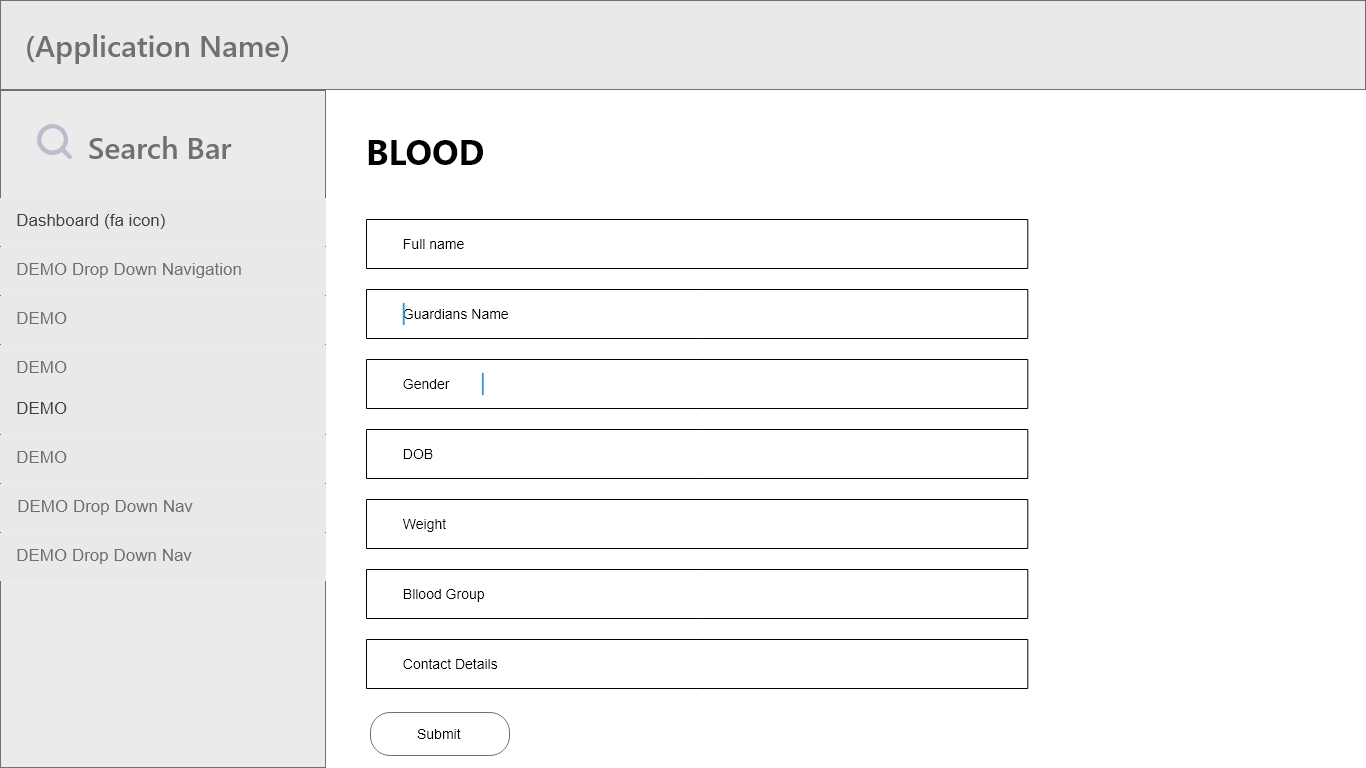 (Application Name)
Search Bar
Dashboard (fa icon)
DEMO Drop Down Navigation
DEMO
DEMO
DEMO
DEMO
DEMO Drop Down Nav
DEMO Drop Down Nav
BLOOD
Full name
Guardians Name
Gender
DOB
Weight
Bllood Group
Contact Details
Submit